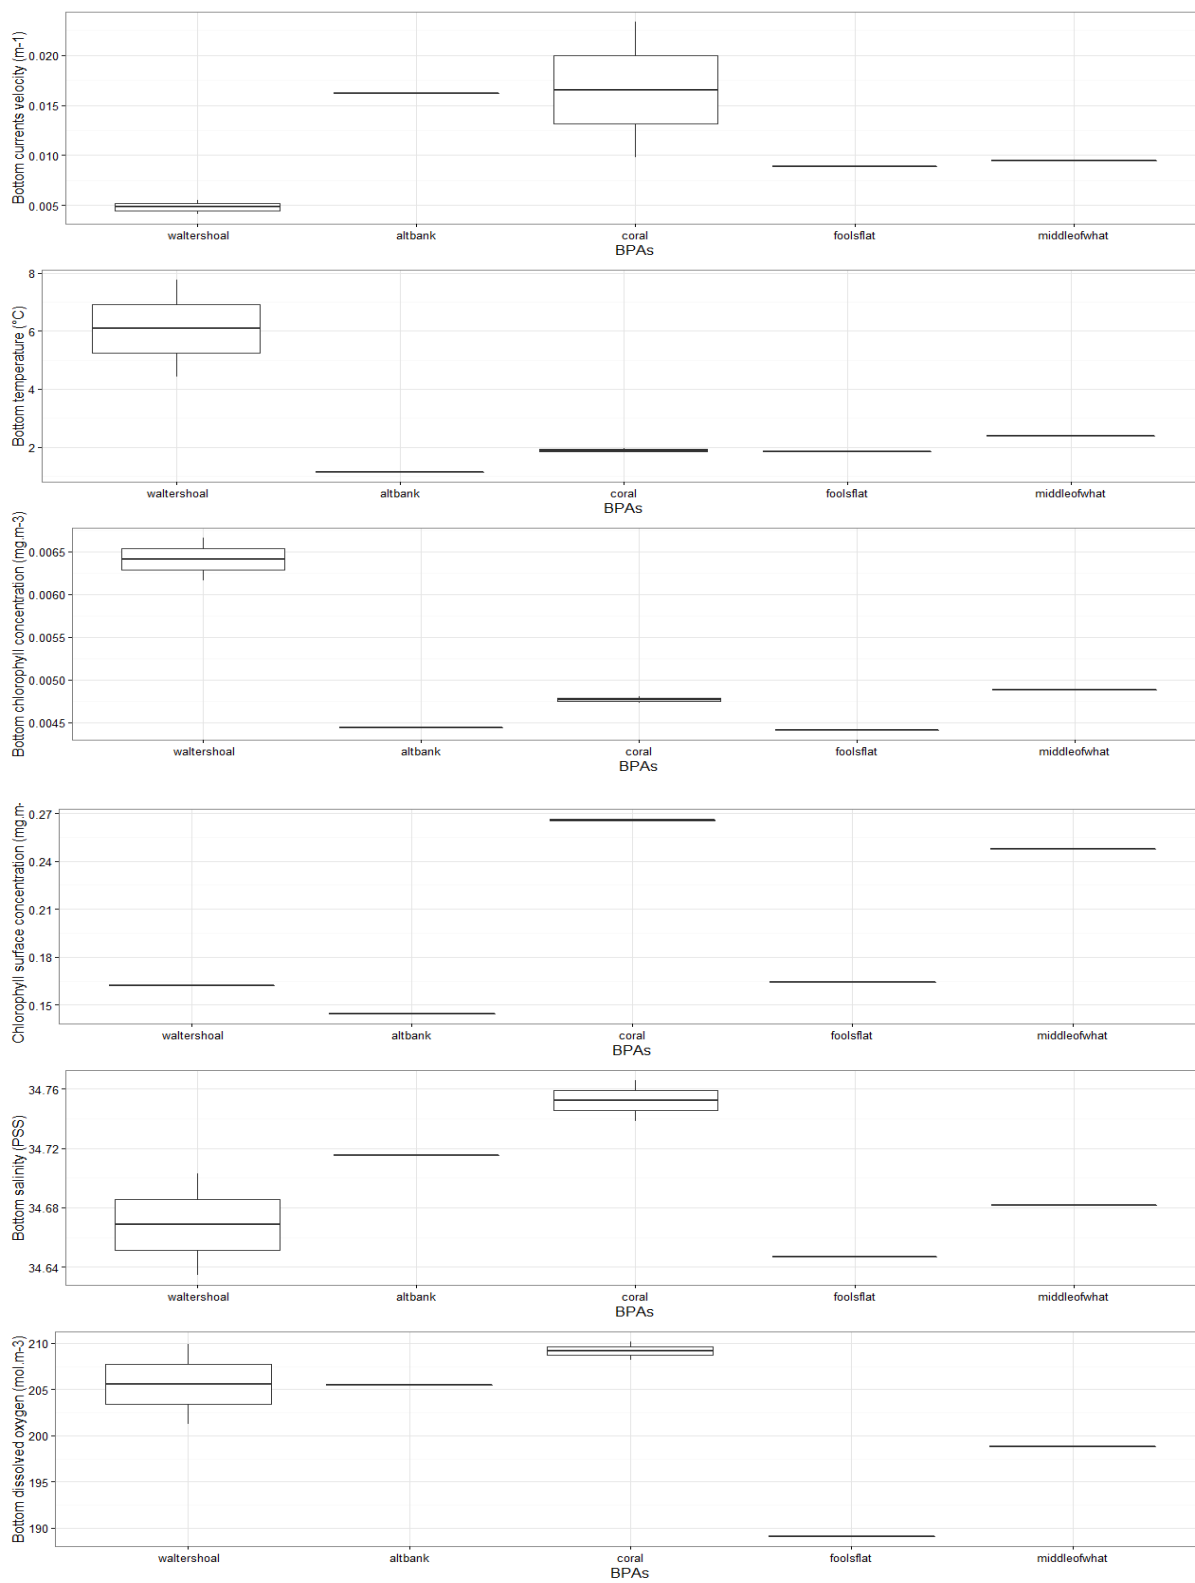 Bottom currents velocity (m-1)
0.020
0.015
0.010
0.005
waltershoal altbank coral foolsflat middleofwhat
BPAs
Bottom temperature (°C)
8
6
4
2
waltershoal altbank coral foolsflat middleofwhat
BPAs
Bottom chlorophyll concentration (mg.m-3)
0.0065
0.0060
0.0055
0.0050
0.0045
waltershoal altbank coral foolsflat middleofwhat
BPAs
Chlorophyll surface concentration (mg.m-
0.27
0.24
0.21
0.18
0.15
waltershoal altbank coral foolsflat middleofwhat
BPAs
Bottom salinity (PSS)
34.76
34.72
34.68
34.64
waltershoal altbank coral foolsflat middleofwhat
BPAs
Bottom dissolved oxygen (mol.m-3)
210
205
200
195
190
waltershoal altbank coral foolsflat middleofwhat
BPAs